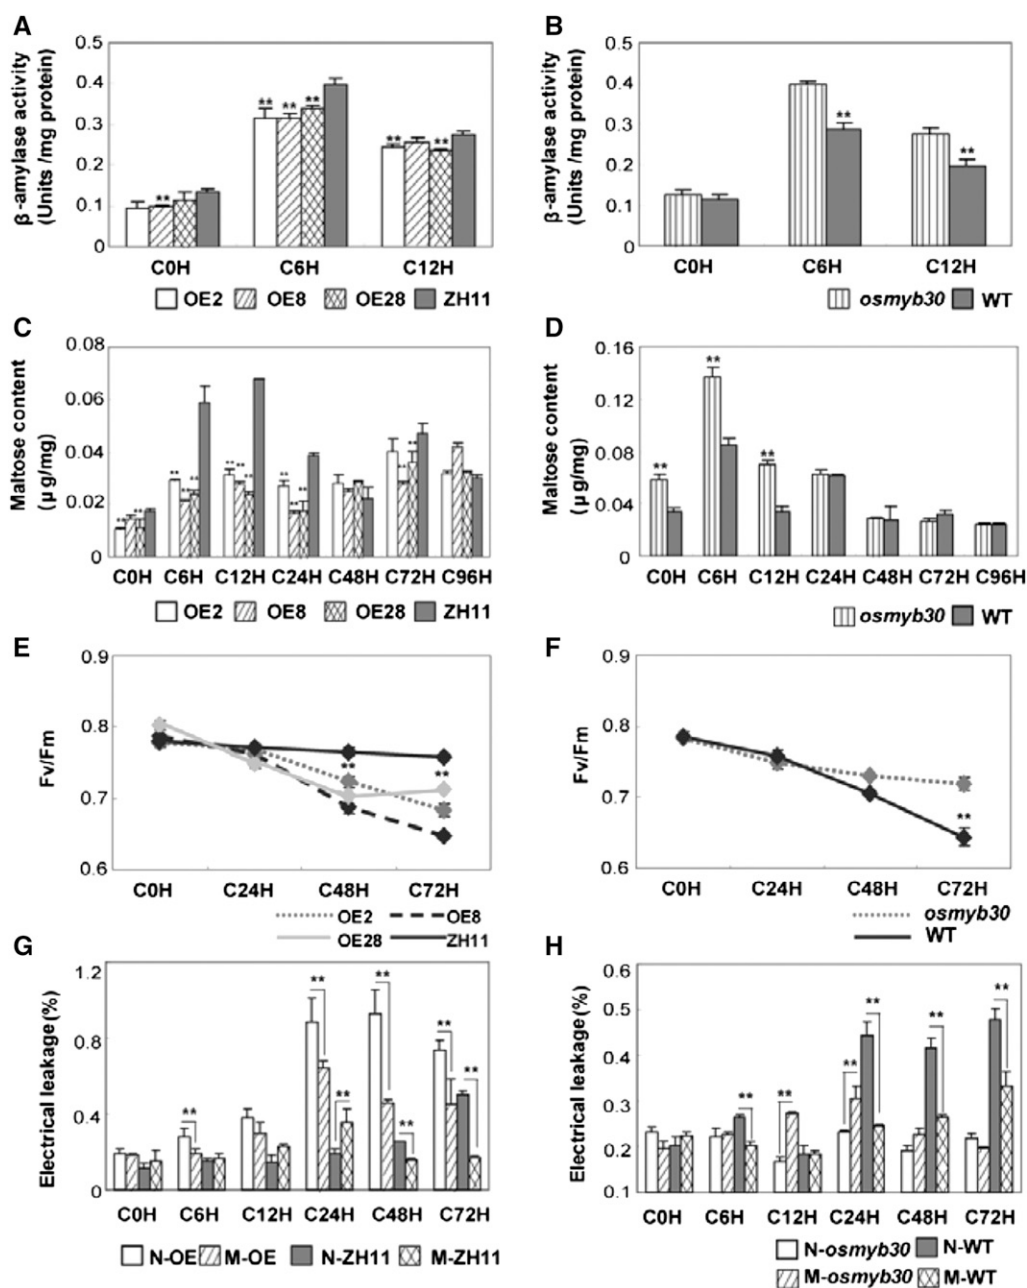 A
β-amylase activity
(Units /mg protein)
0.5
0.4
0.3
0.2
0.1
0
** ** ** ** ** **
C0H C6H C12H
OE2 OE8 OE28 ZH11
B
β-amylase activity
(Units /mg protein)
0.5
0.4
0.3
0.2
0.1
0
** **
C0H C6H C12H
osmyb30 WT
C
Maltose content
(μ g/mg)
0.08
0.06
0.04
0.02
0
** ** ** ** ** ** ** ** ** ** ** ** **
C0H C6H C12H C24H C48H C72H C96H
OE2 OE8 OE28 ZH11
D
Maltose content
(μ g/mg)
0.16
0.12
0.08
0.04
0
** ** **
C0H C6H C12H C24H C48H C72H C96H
osmyb30 WT
E
Fv/Fm
0.9
0.8
0.7
0.6
** **
C0H C24H C48H C72H
OE2 OE8
OE28 ZH11
F
Fv/Fm
0.9
0.8
0.7
0.6
**
C0H C24H C48H C72H
osmyb30
WT
G
Electrical leakage(%)
1.2
0.8
0.4
0
** ** ** ** ** ** **
C0H C6H C12H C24H C48H C72H
N-OE M-OE N-ZH11 M-ZH11
H
Electrical leakage(%)
0.6
0.5
0.4
0.3
0.2
0.1
** ** ** ** ** **
C0H C6H C12H C24H C48H C72H
N-osmyb30 N-WT
M-osmyb30 M-WT